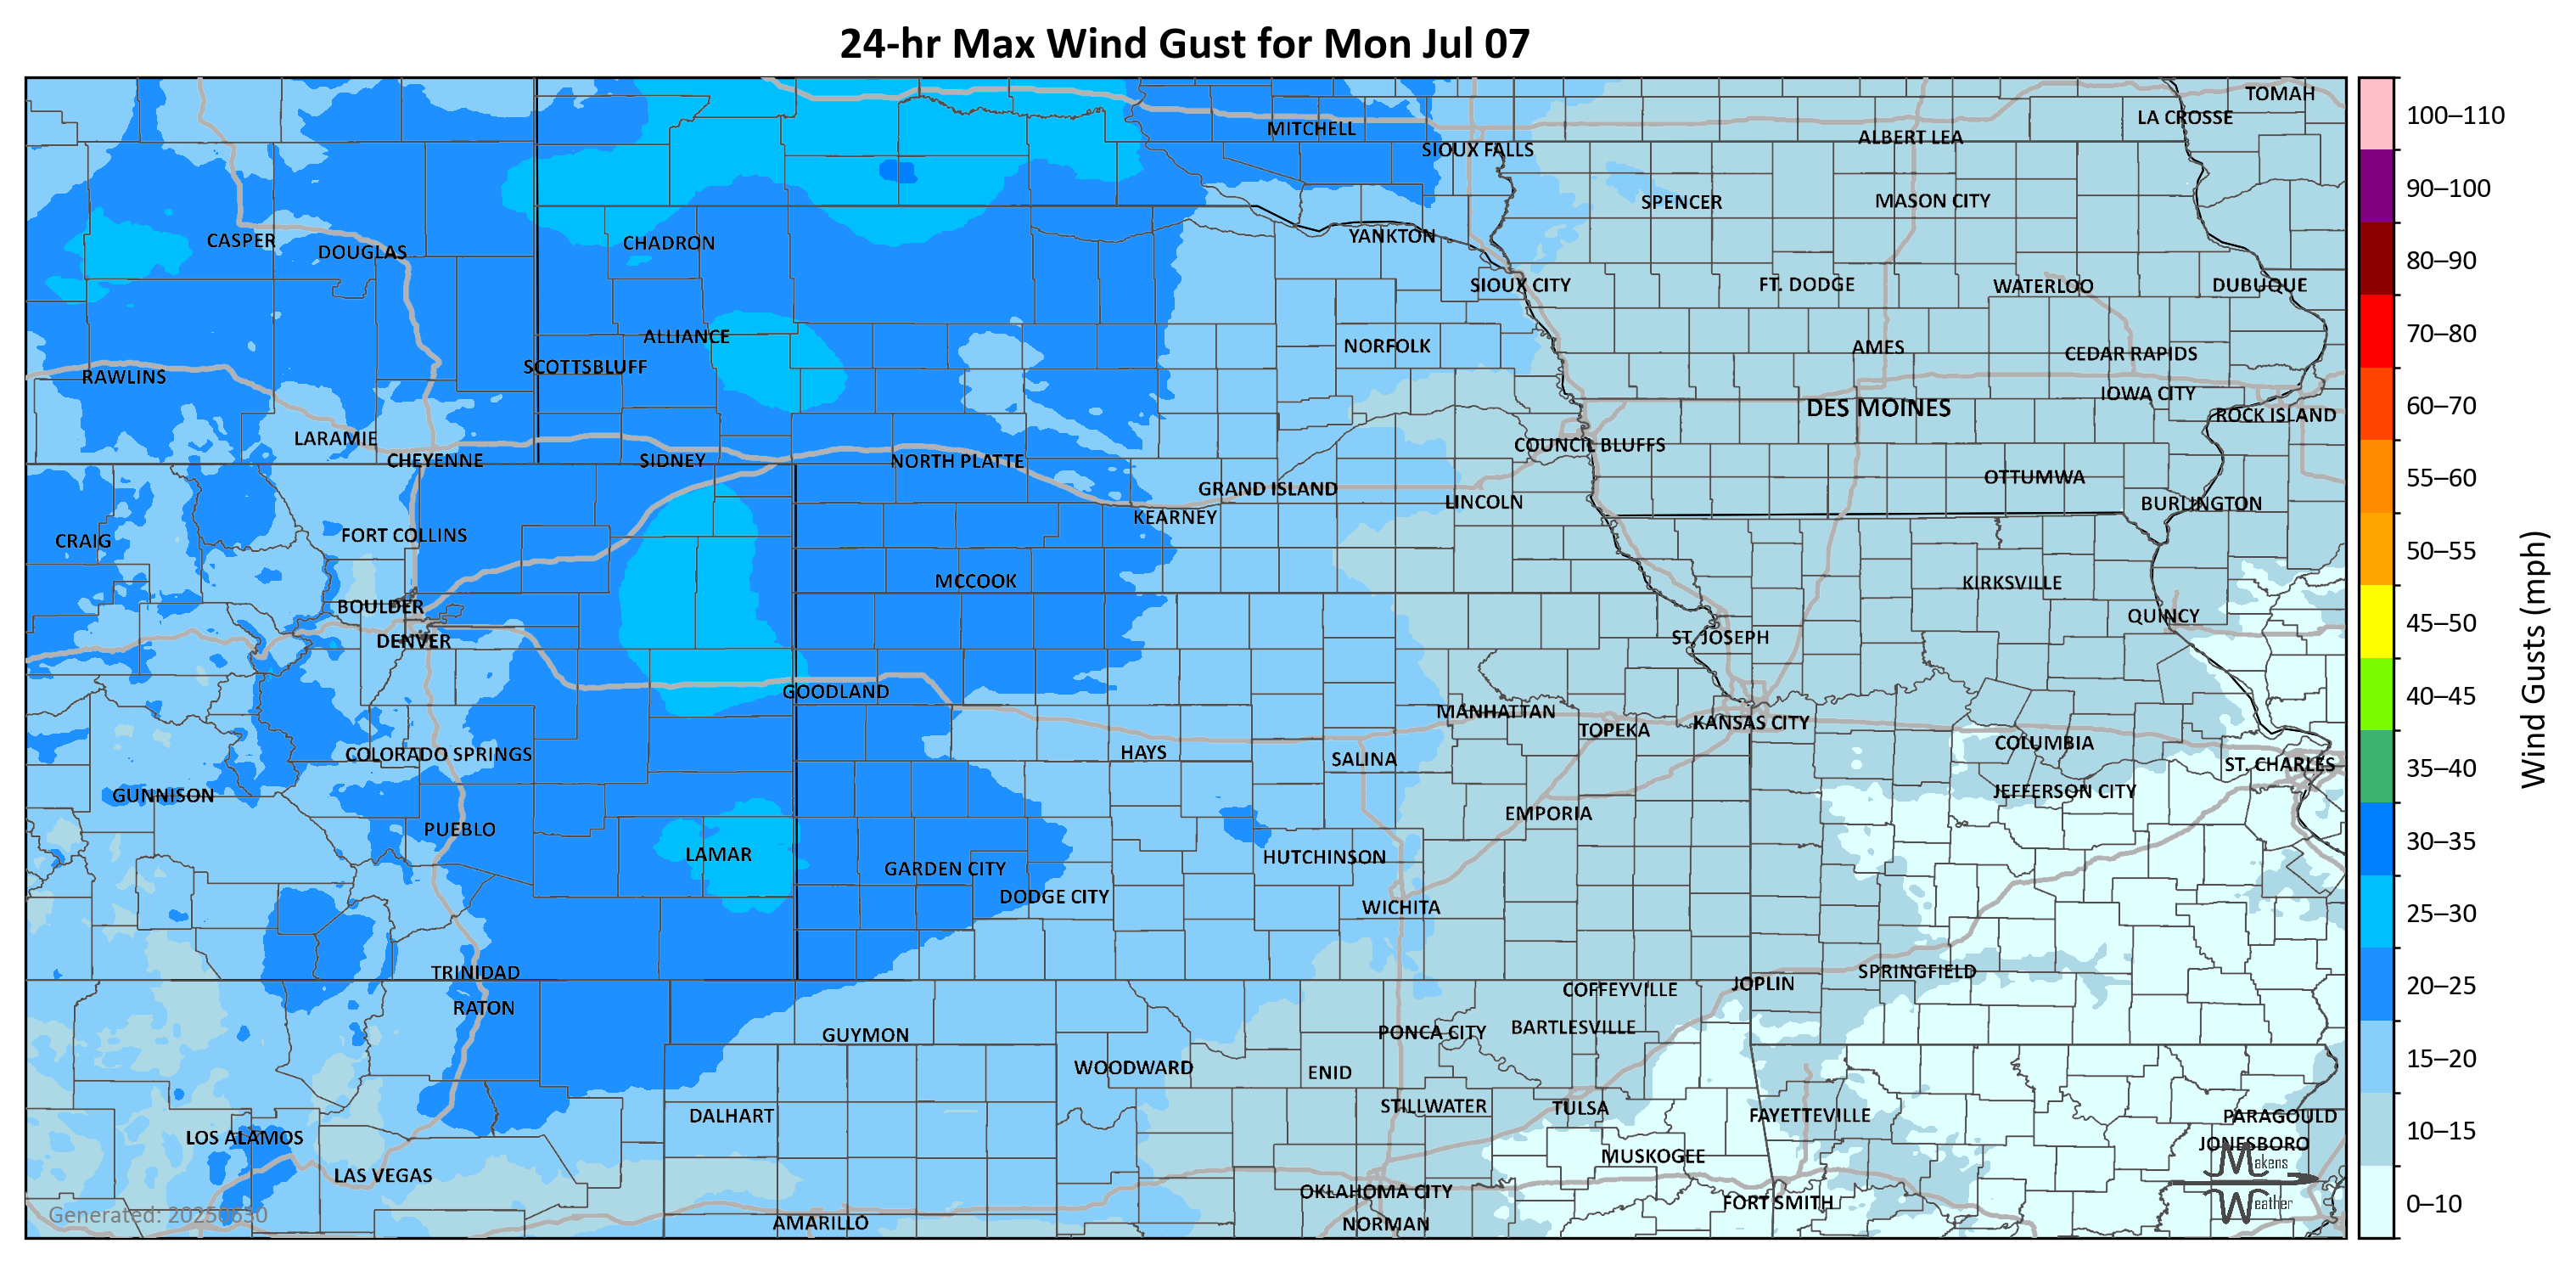 24-hr Max Wind Gust for Mon Jul 07
TOMAH
LA CROSSE
MITCHELL
ALBERT LEA
SIOUX FALLS
SPENCER
MASON CITY
CASPER
DOUGLAS
CHADRON
YANKTON
SIOUX CITY
FT. DODGE
WATERLOO
DUBUQUE
ALLIANCE
NORFOLK
AMES
CEDAR RAPIDS
SCOTTSBLUFF
RAWLINS
IOWA CITY
DES MOINES
ROCK ISLAND
LARAMIE
COUNCIL BLUFFS
CHEYENNE
SIDNEY
NORTH PLATTE
OTTUMWA
GRAND ISLAND
LINCOLN
BURLINGTON
KEARNEY
FORT COLLINS
CRAIG
MCCOOK
KIRKSVILLE
BOULDER
QUINCY
DENVER
ST. JOSEPH
GOODLAND
MANHATTAN
TOPEKA
KANSAS CITY
COLUMBIA
COLORADO SPRINGS
HAYS
SALINA
ST. CHARLES
GUNNISON
JEFFERSON CITY
EMPORIA
PUEBLO
LAMAR
HUTCHINSON
GARDEN CITY
DODGE CITY
WICHITA
TRINIDAD
SPRINGFIELD
JOPLIN
COFFEYVILLE
RATON
GUYMON
PONCA CITY
BARTLESVILLE
WOODWARD
ENID
DALHART
STILLWATER
TULSA
FAYETTEVILLE
PARAGOULD
LOS ALAMOS
JONESBORO
MUSKOGEE
LAS VEGAS
OKLAHOMA CITY
FORT SMITH
AMARILLO
NORMAN
Generated: 20250630
Makens
Weather
100–110
90–100
80–90
70–80
60–70
55–60
50–55
45–50
40–45
35–40
30–35
25–30
20–25
15–20
10–15
0–10
Wind Gusts (mph)